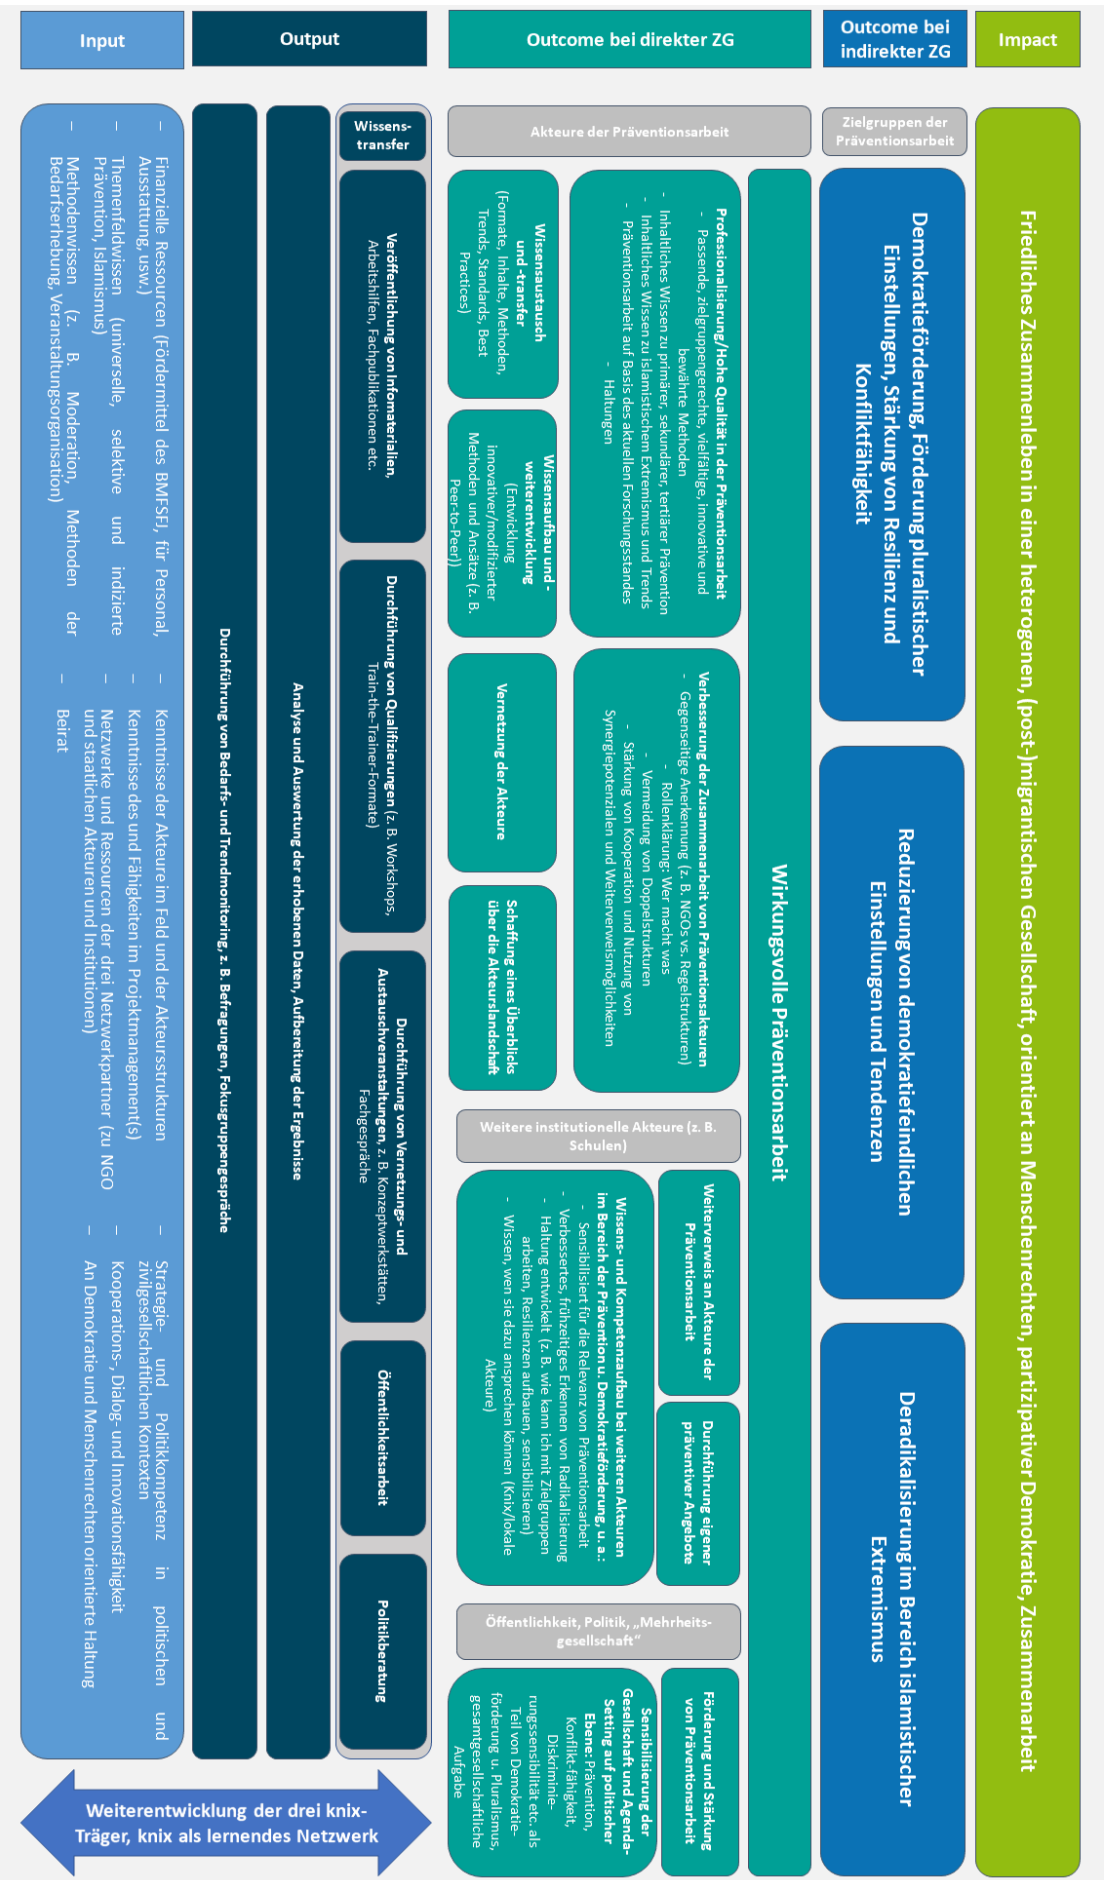 Input
Output
Outcome bei direkter ZG
Outcome bei
indirekter ZG
Impact
– Finanzielle Ressourcen (Fördermittel des BMFSFJ, für Personal,
Ausstattung, usw.)
– Themenfeldwissen (universelle, selektive und indizierte
Prävention, Islamismus)
– Methodenwissen (z. B. Moderation, Methoden der
Bedarfserhebung, Veranstaltungsorganisation)
– Kenntnisse der Akteure im Feld und der Akteursstrukturen
– Kenntnisse des und Fähigkeiten im Projektmanagement(s)
– Netzwerke und Ressourcen der drei Netzwerkpartner (zu NGO
und staatlichen Akteuren und Institutionen)
– Beirat
– Strategie- und Politikkompetenz in politischen und
zivilgesellschaftlichen Kontexten
– Kooperations-, Dialog- und Innovationsfähigkeit
– An Demokratie und Menschenrechten orientierte Haltung
Durchführung von Bedarfs- und Trendmonitoring, z. B. Befragungen, Fokusgruppengespräche
Analyse und Auswertung der erhobenen Daten, Aufbereitung der Ergebnisse
Wissens-
transfer
Veröffentlichung von Infomaterialien,
Arbeitshilfen, Fachpublikationen etc.
Durchführung von Qualifizierungen (z. B. Workshops,
Train-the-Trainer-Formate)
Durchführung von Vernetzungs- und
Austauschveranstaltungen, z. B. Konzeptwerkstätten,
Fachgespräche
Öffentlichkeitsarbeit
Politikberatung
Weiterentwicklung der drei knix-
Träger, knix als lernendes Netzwerk
Akteure der Präventionsarbeit
Wissensaustausch
und -transfer
(Formate, Inhalte, Methoden,
Trends, Standards, Best
Practices)
Wissensaufbau und -
weiterentwicklung
(Entwicklung
innovativer/modifizierter
Methoden und Ansätze (z. B.
Peer-to-Peer))
Vernetzung der Akteure
Schaffung eines Überblicks
über die Akteurslandschaft
Professionalisierung/Hohe Qualität in der Präventionsarbeit
- Passende, zielgruppengerechte, vielfältige, innovative und
bewährte Methoden
- Inhaltliches Wissen zu primärer, sekundärer, tertiärer Prävention
- Inhaltliches Wissen zu islamistischem Extremismus und Trends
- Präventionsarbeit auf Basis des aktuellen Forschungsstandes
- Haltungen
Verbesserung der Zusammenarbeit von Präventionsakteuren
- Gegenseitige Anerkennung (z. B. NGOs vs. Regelstrukturen)
- Rollenklärung: Wer macht was
- Vermeidung von Doppelstrukturen
- Stärkung von Kooperation und Nutzung von
Synergiepotenzialen und Weiterverweismöglichkeiten
Weitere institutionelle Akteure (z. B.
Schulen)
Wissens- und Kompetenzaufbau bei weiteren Akteuren
im Bereich der Prävention u. Demokratieförderung, u. a.:
- Sensibilisiert für die Relevanz von Präventionsarbeit
- Verbessertes, frühzeitiges Erkennen von Radikalisierung
- Haltung entwickelt (z. B. wie kann ich mit Zielgruppen
arbeiten, Resilienzen aufbauen, sensibilisieren)
- Wissen, wen sie dazu ansprechen können (Knix/lokale
Akteure)
Weiterverweis an Akteure der
Präventionsarbeit
Durchführung eigener
präventiver Angebote
Öffentlichkeit, Politik, „Mehrheits-
gesellschaft“
Sensibilisierung der
Gesellschaft und Agenda-
Setting auf politischer
Ebene: Prävention,
Konflikt-fähigkeit,
Diskriminie-
rungssensibilität etc. als
Teil von Demokratie-
förderung u. Pluralismus,
gesamtgesellschaftliche
Aufgabe
Förderung und Stärkung
von Präventionsarbeit
Wirkungsvolle Präventionsarbeit
Zielgruppen der
Präventionsarbeit
Demokratieförderung, Förderung pluralistischer
Einstellungen, Stärkung von Resilienz und
Konfliktfähigkeit
Reduzierung von demokratiefeindlichen
Einstellungen und Tendenzen
Deradikalisierung im Bereich islamistischer
Extremismus
Friedliches Zusammenleben in einer heterogenen, (post-)migrantischen Gesellschaft, orientiert an Menschenrechten, partizipativer Demokratie, Zusammenarbeit